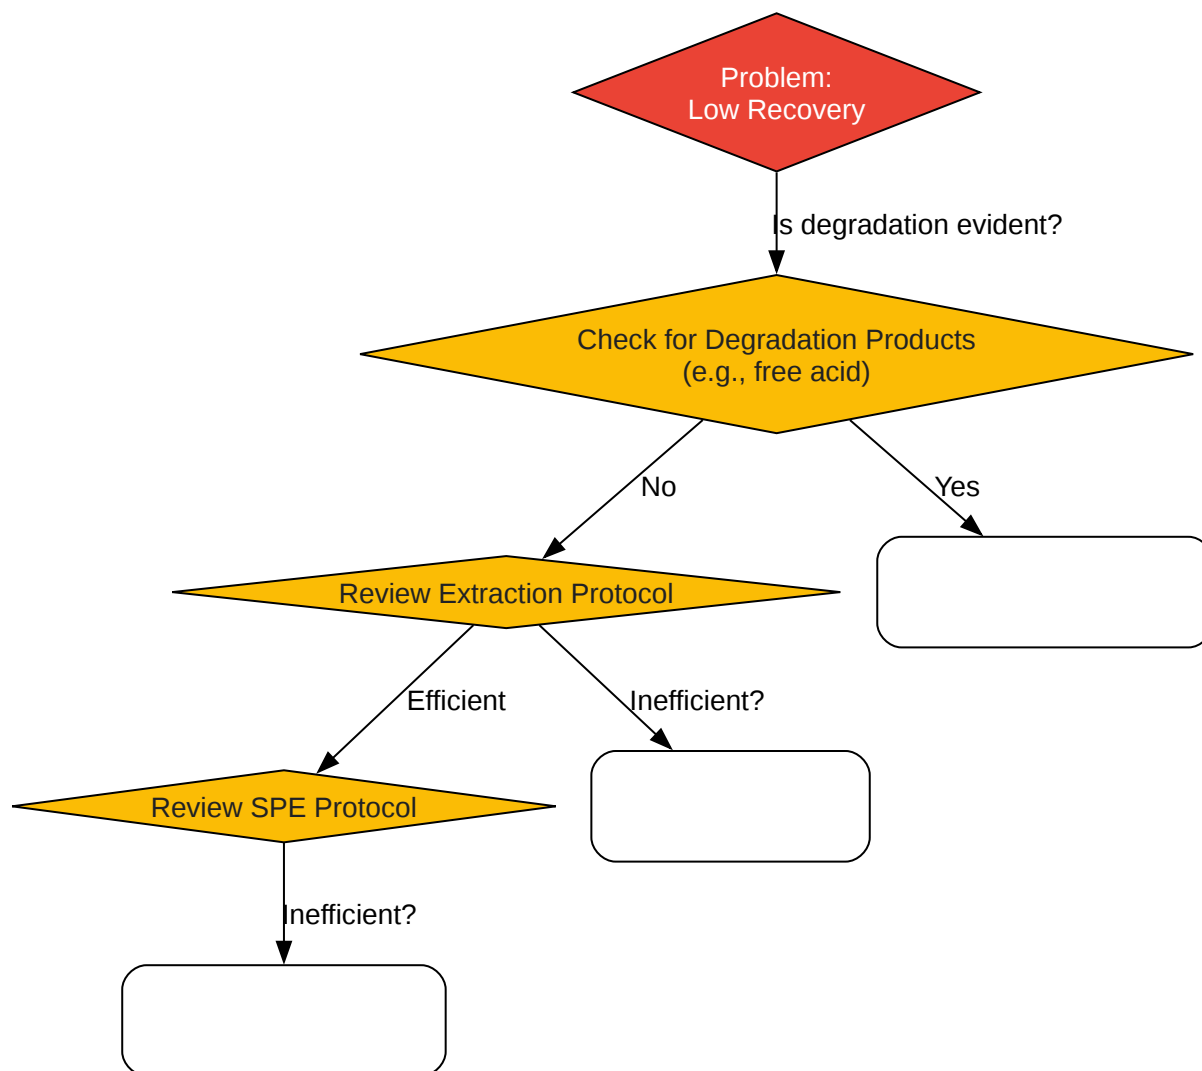 Problem:
Low Recovery
Is degradation evident?
Check for Degradation Products
(e.g., free acid)
No
Yes
Review Extraction Protocol
Efficient
Inefficient?
Review SPE Protocol
Inefficient?